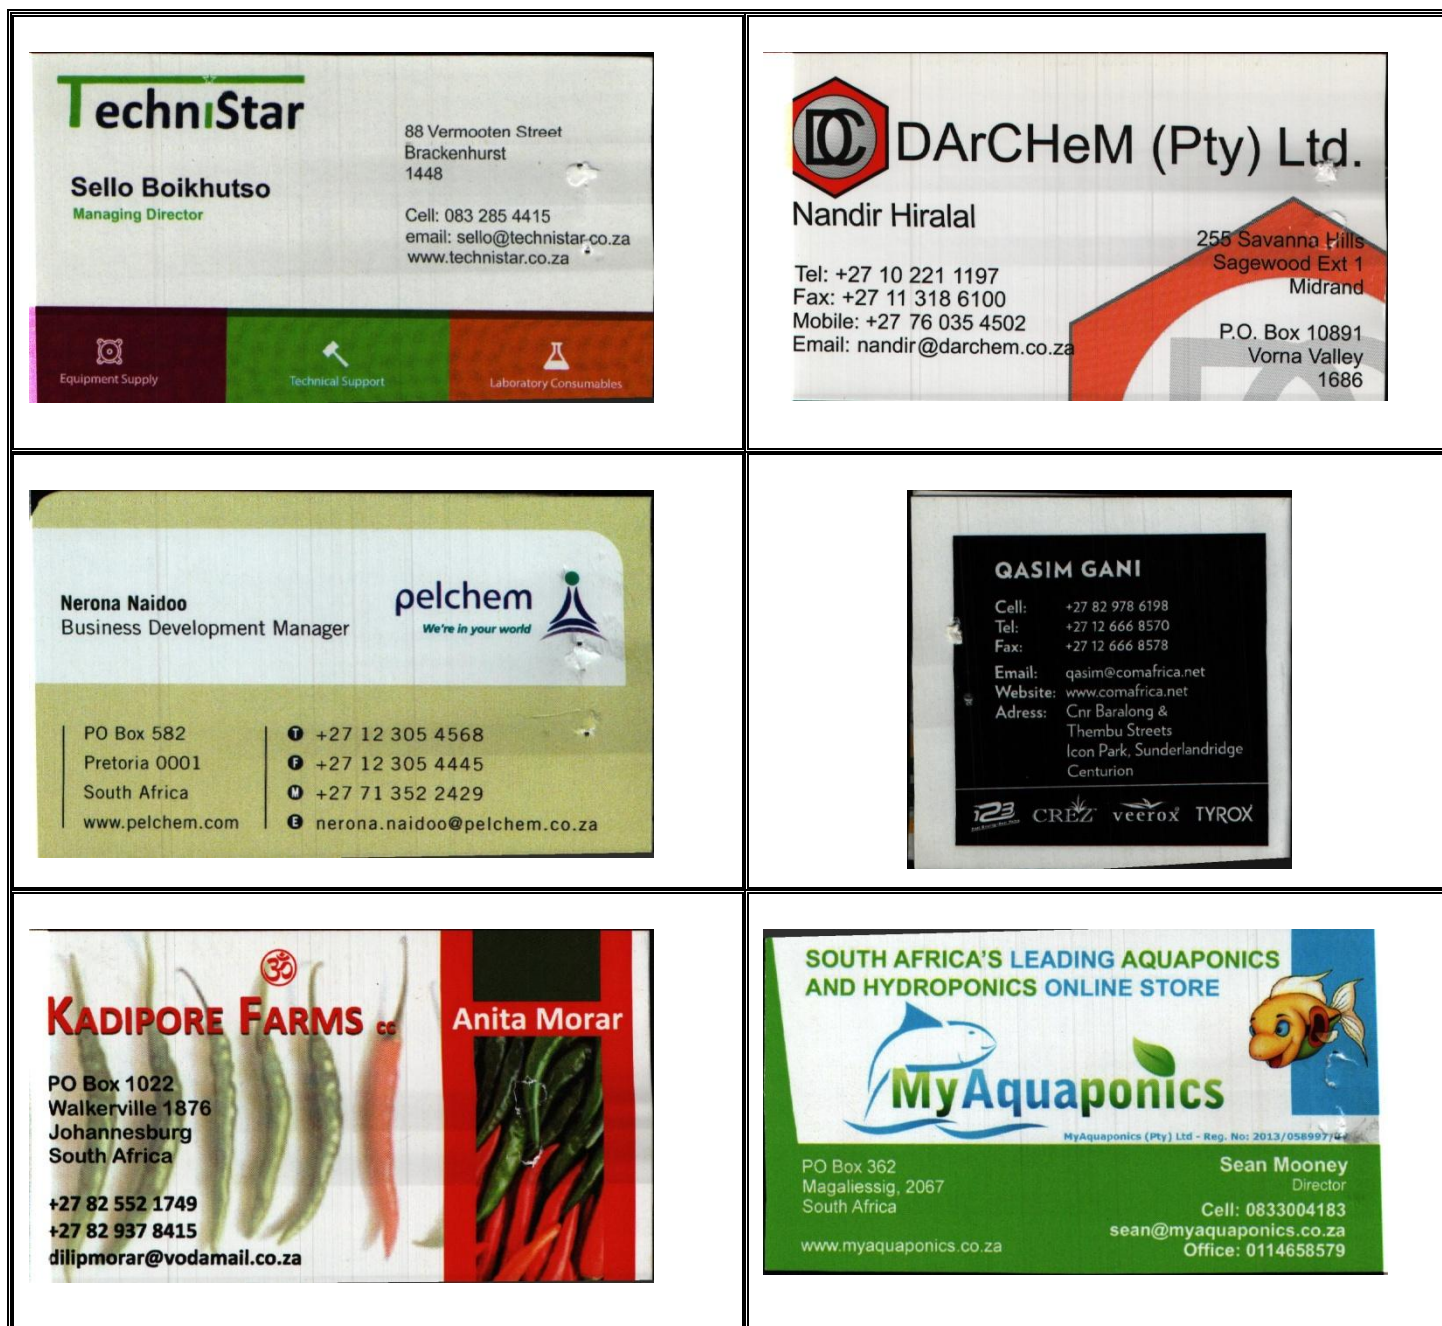 TechniStar
Sello Boikhutso
Managing Director
88 Vermooten Street
Brackenhurst
1448
Cell: 083 285 4415
email: sello@technistar.co.za
www.technistar.co.za
Equipment Supply
Technical Support
Laboratory Consumables
DC DArCHeM (Pty) Ltd.
Nandir Hiralal
Tel: +27 10 221 1197
Fax: +27 11 318 6100
Mobile: +27 76 035 4502
Email: nandir@darchem.co.za
255 Savanna Hills
Sagewood Ext 1
Midrand
P.O. Box 10891
Vorna Valley
1686
Nerona Naidoo
Business Development Manager
pelchem
We're in your world
PO Box 582
Pretoria 0001
South Africa
www.pelchem.com
T +27 12 305 4568
F +27 12 305 4445
M +27 71 352 2429
E nerona.naidoo@pelchem.co.za
QASIM GANI
Cell: +27 82 978 6198
Tel: +27 12 666 8570
Fax: +27 12 666 8578
Email: qasim@comafrica.net
Website: www.comafrica.net
Adress: Cnr Baralong &
Thembu Streets
Icon Park, Sunderlandridge
Centurion
123 CREZ veerox® TYROX
ॐ
KADIPORE FARMS cc
PO Box 1022
Walkerville 1876
Johannesburg
South Africa
+27 82 552 1749
+27 82 937 8415
dilipmorar@vodamail.co.za
Anita Morar
SOUTH AFRICA'S LEADING AQUAPONICS
AND HYDROPONICS ONLINE STORE
MyAquaponics
MyAquaponics (Pty) Ltd - Reg. No: 2013/058997/
PO Box 362
Magaliessig, 2067
South Africa
www.myaquaponics.co.za
Sean Mooney
Director
Cell: 0833004183
sean@myaquaponics.co.za
Office: 0114658579